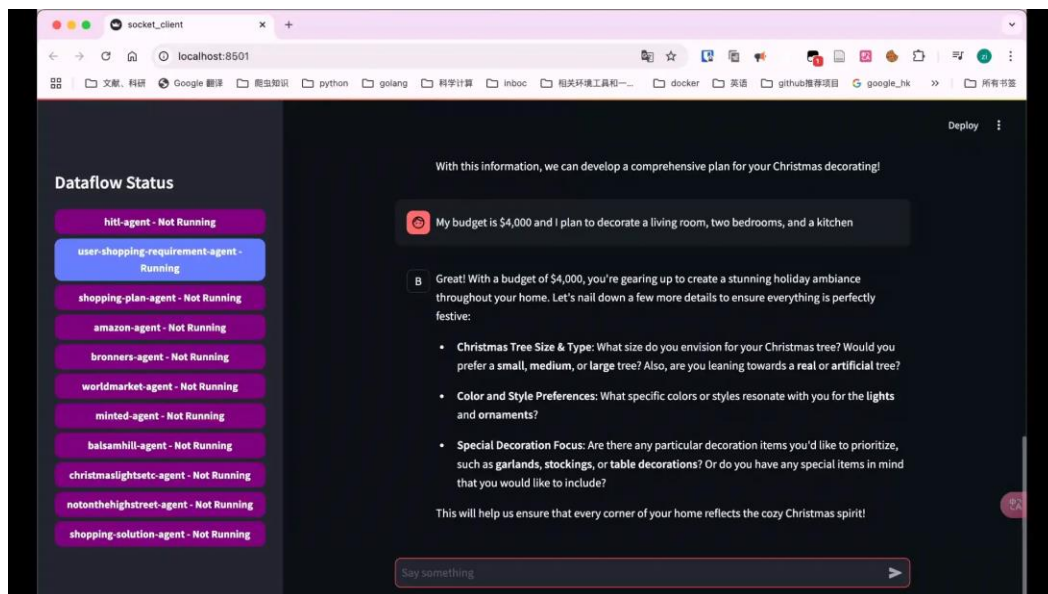 socket_client
localhost:8501
文献、科研
Google 翻译
爬虫知识
python
golang
科学计算
inboc
相关环境工具和一...
docker
英语
github推荐项目
google_hk
所有书签
Deploy
Dataflow Status
hitl-agent - Not Running
user-shopping-requirement-agent -
Running
shopping-plan-agent - Not Running
amazon-agent - Not Running
bronners-agent - Not Running
worldmarket-agent - Not Running
minted-agent - Not Running
balsamhill-agent - Not Running
christmaslightsetc-agent - Not Running
notonthehighstreet-agent - Not Running
shopping-solution-agent - Not Running
With this information, we can develop a comprehensive plan for your Christmas decorating!
My budget is $4,000 and I plan to decorate a living room, two bedrooms, and a kitchen
B
Great! With a budget of $4,000, you're gearing up to create a stunning holiday ambiance
throughout your home. Let's nail down a few more details to ensure everything is perfectly
festive:
• Christmas Tree Size & Type: What size do you envision for your Christmas tree? Would you
prefer a small, medium, or large tree? Also, are you leaning towards a real or artificial tree?
• Color and Style Preferences: What specific colors or styles resonate with you for the lights
and ornaments?
• Special Decoration Focus: Are there any particular decoration items you'd like to prioritize,
such as garlands, stockings, or table decorations? Or do you have any special items in mind
that you would like to include?
This will help us ensure that every corner of your home reflects the cozy Christmas spirit!
Say something